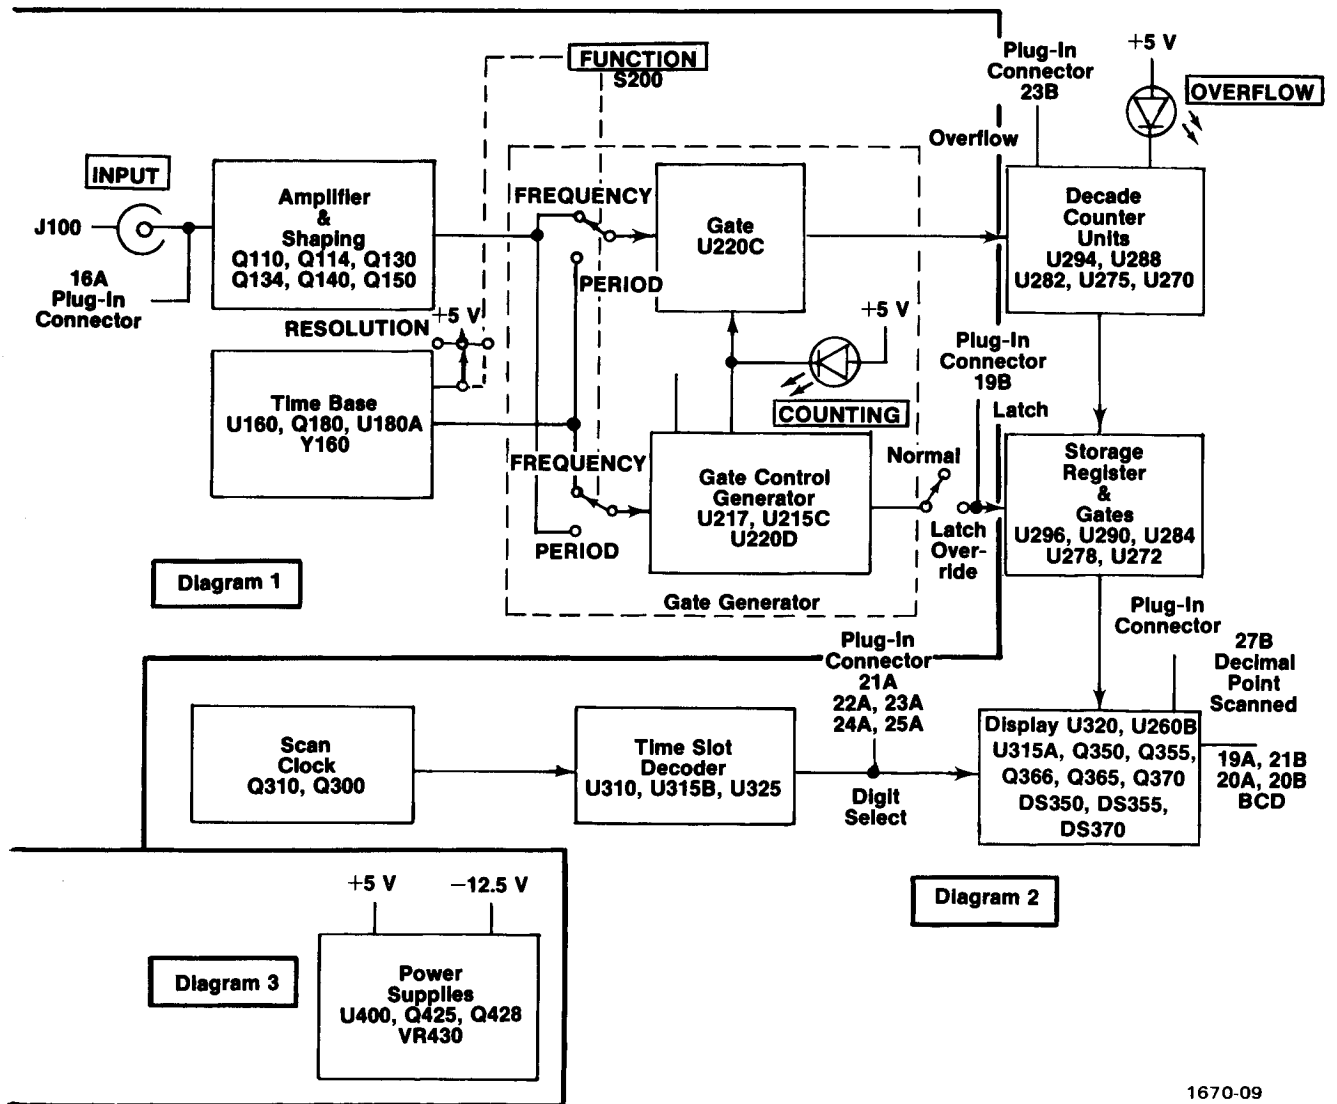 FUNCTION
S200
Plug-In
Connector
23B
+5 V
OVERFLOW
Overflow
INPUT
J100
16A
Plug-In
Connector
Amplifier
&
Shaping
Q110, Q114, Q130
Q134, Q140, Q150
FREQUENCY
PERIOD
Gate
U220C
Decade
Counter
Units
U294, U288
U282, U275, U270
RESOLUTION
+5 V
+5 V
COUNTING
Plug-In
Connector
19B
Latch
Time Base
U160, Q180, U180A
Y160
FREQUENCY
PERIOD
Gate Control
Generator
U217, U215C
U220D
Normal
Latch
Over-
ride
Storage
Register
&
Gates
U296, U290, U284
U278, U272
Diagram 1
Gate Generator
Plug-In
Connector
21A
22A, 23A
24A, 25A
Plug-In
Connector
27B
Decimal
Point
Scanned
Scan
Clock
Q310, Q300
Time Slot
Decoder
U310, U315B, U325
Digit
Select
Display U320, U260B
U315A, Q350, Q355,
Q366, Q365, Q370
DS350, DS355,
DS370
19A, 21B
20A, 20B
BCD
+5 V
−12.5 V
Diagram 2
Diagram 3
Power
Supplies
U400, Q425, Q428
VR430
1670-09